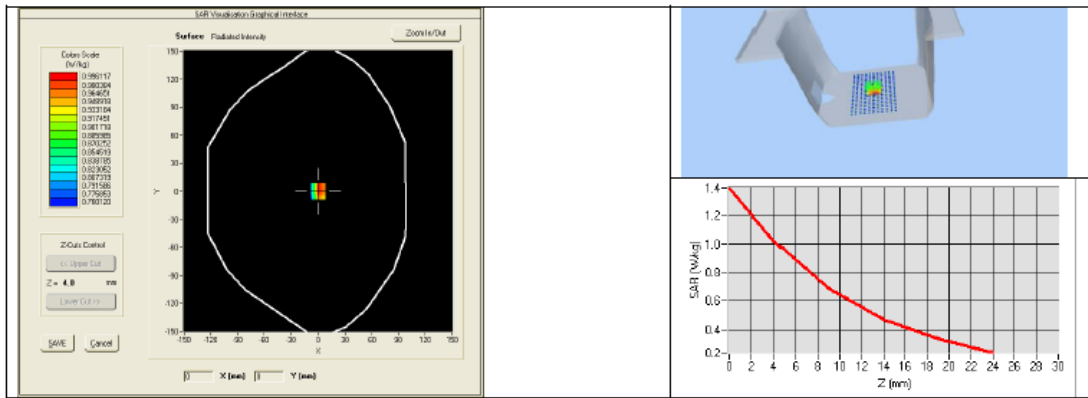 SAR Visualisation Graphical Interface
Surface Radiated Intensity
Zoom In/Out
Colors Scale
(W/kg)
0.996117
0.980384
0.964651
0.948918
0.933184
0.917451
0.901718
0.885985
0.870252
0.854519
0.838785
0.823052
0.807319
0.791586
0.775853
0.760120
Z-Cuts Control
<< Upper Cut
Z = 4.0 mm
Lower Cut >>
SAVE Cancel
150
120
90
60
30
0
-30
-60
-90
-120
-150
Y
-150 -120 -90 -60 -30 0 30 60 90 120 150
X
X (mm) Y (mm)
1.4
1.2
1.0
0.8
0.6
0.4
0.2
SAR (W/kg)
0 2 4 6 8 10 12 14 16 18 20 22 24 26 28 30
Z (mm)